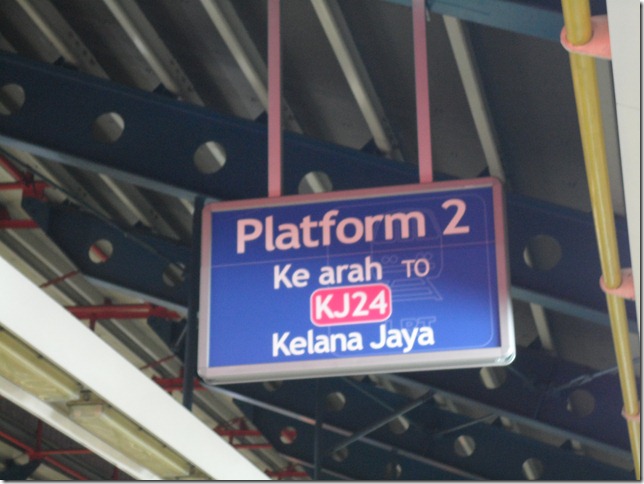 Platform 2
Ke arah TO
KJ24
Kelana Jaya